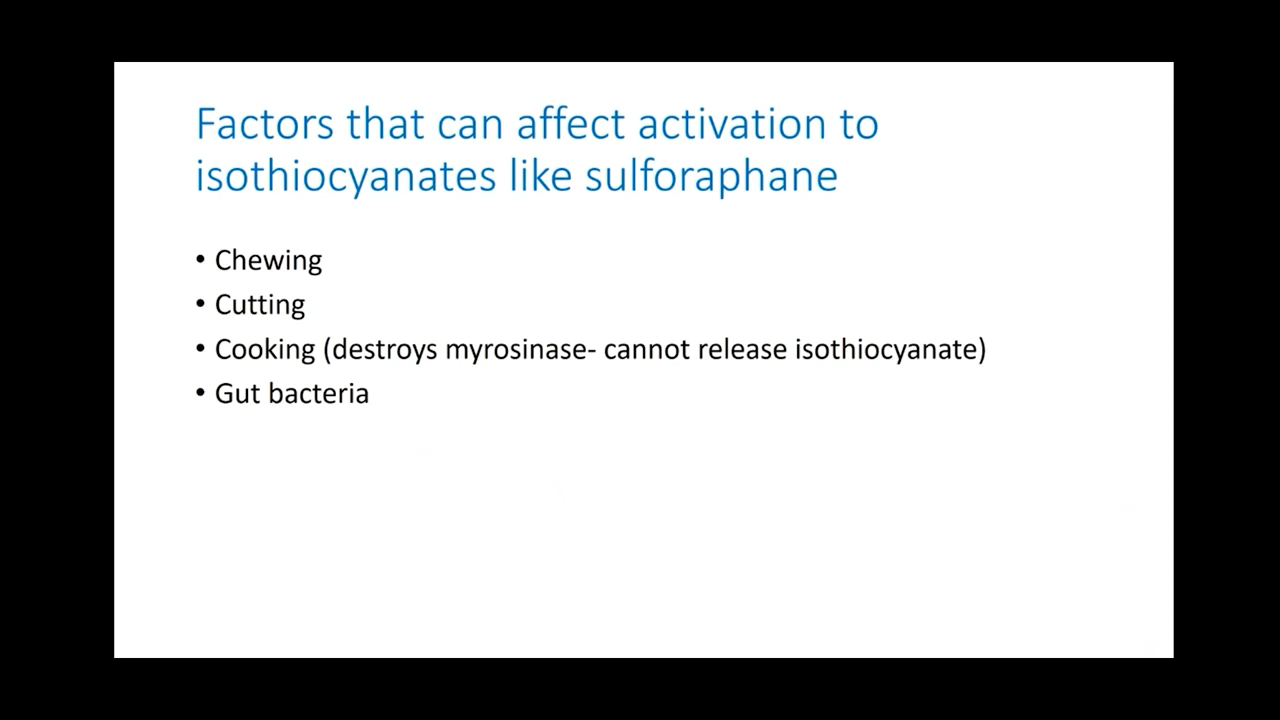 Factors that can affect activation to
isothiocyanates like sulforaphane
• Chewing
• Cutting
• Cooking (destroys myrosinase- cannot release isothiocyanate)
• Gut bacteria